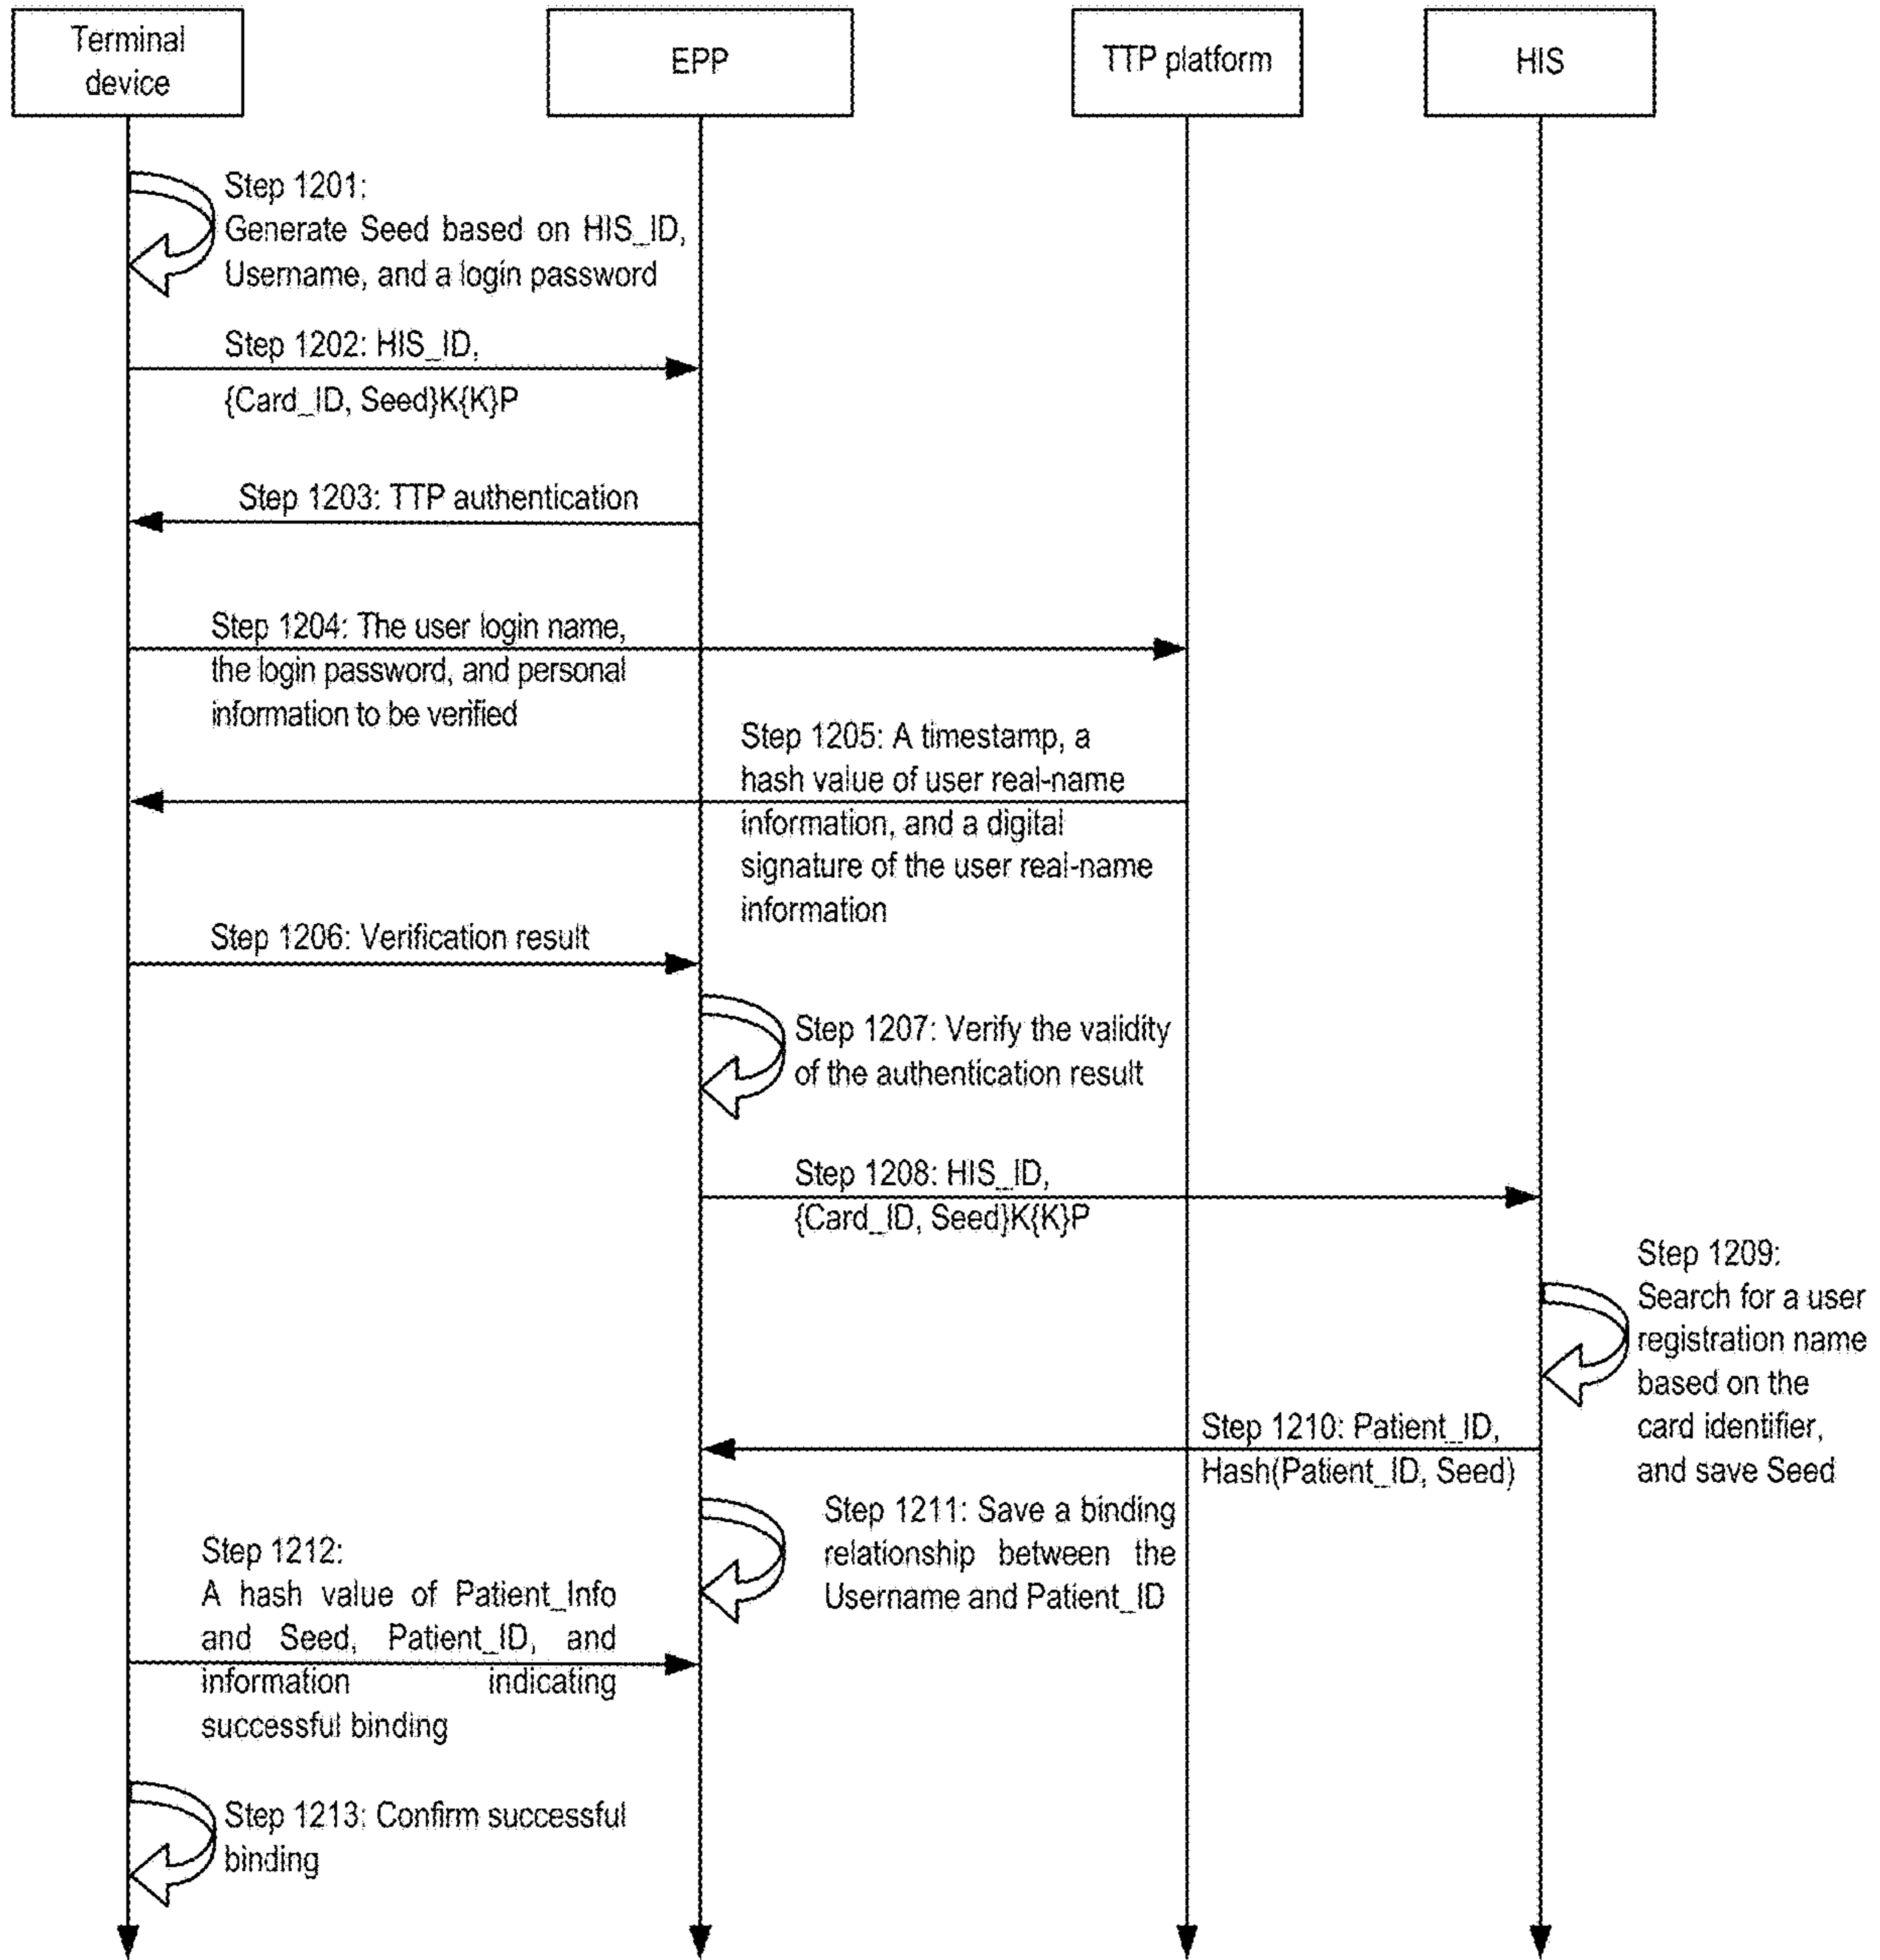 Terminal
device
EPP
TTP platform
HIS
Step 1201:
Generate Seed based on HIS_ID,
Username, and a login password
Step 1202: HIS_ID,
{Card_ID, Seed}K{K}P
Step 1203: TTP authentication
Step 1204: The user login name,
the login password, and personal
information to be verified
Step 1205: A timestamp, a
hash value of user real-name
information, and a digital
signature of the user real-name
information
Step 1206: Verification result
Step 1207: Verify the validity
of the authentication result
Step 1208: HIS_ID,
{Card_ID, Seed}K{K}P
Step 1209:
Search for a user
registration name
based on the
card identifier,
and save Seed
Step 1210: Patient_ID,
Hash(Patient_ID, Seed)
Step 1211: Save a binding
relationship between the
Username and Patient_ID
Step 1212:
A hash value of Patient_Info
and Seed, Patient_ID, and
information indicating
successful binding
Step 1213: Confirm successful
binding